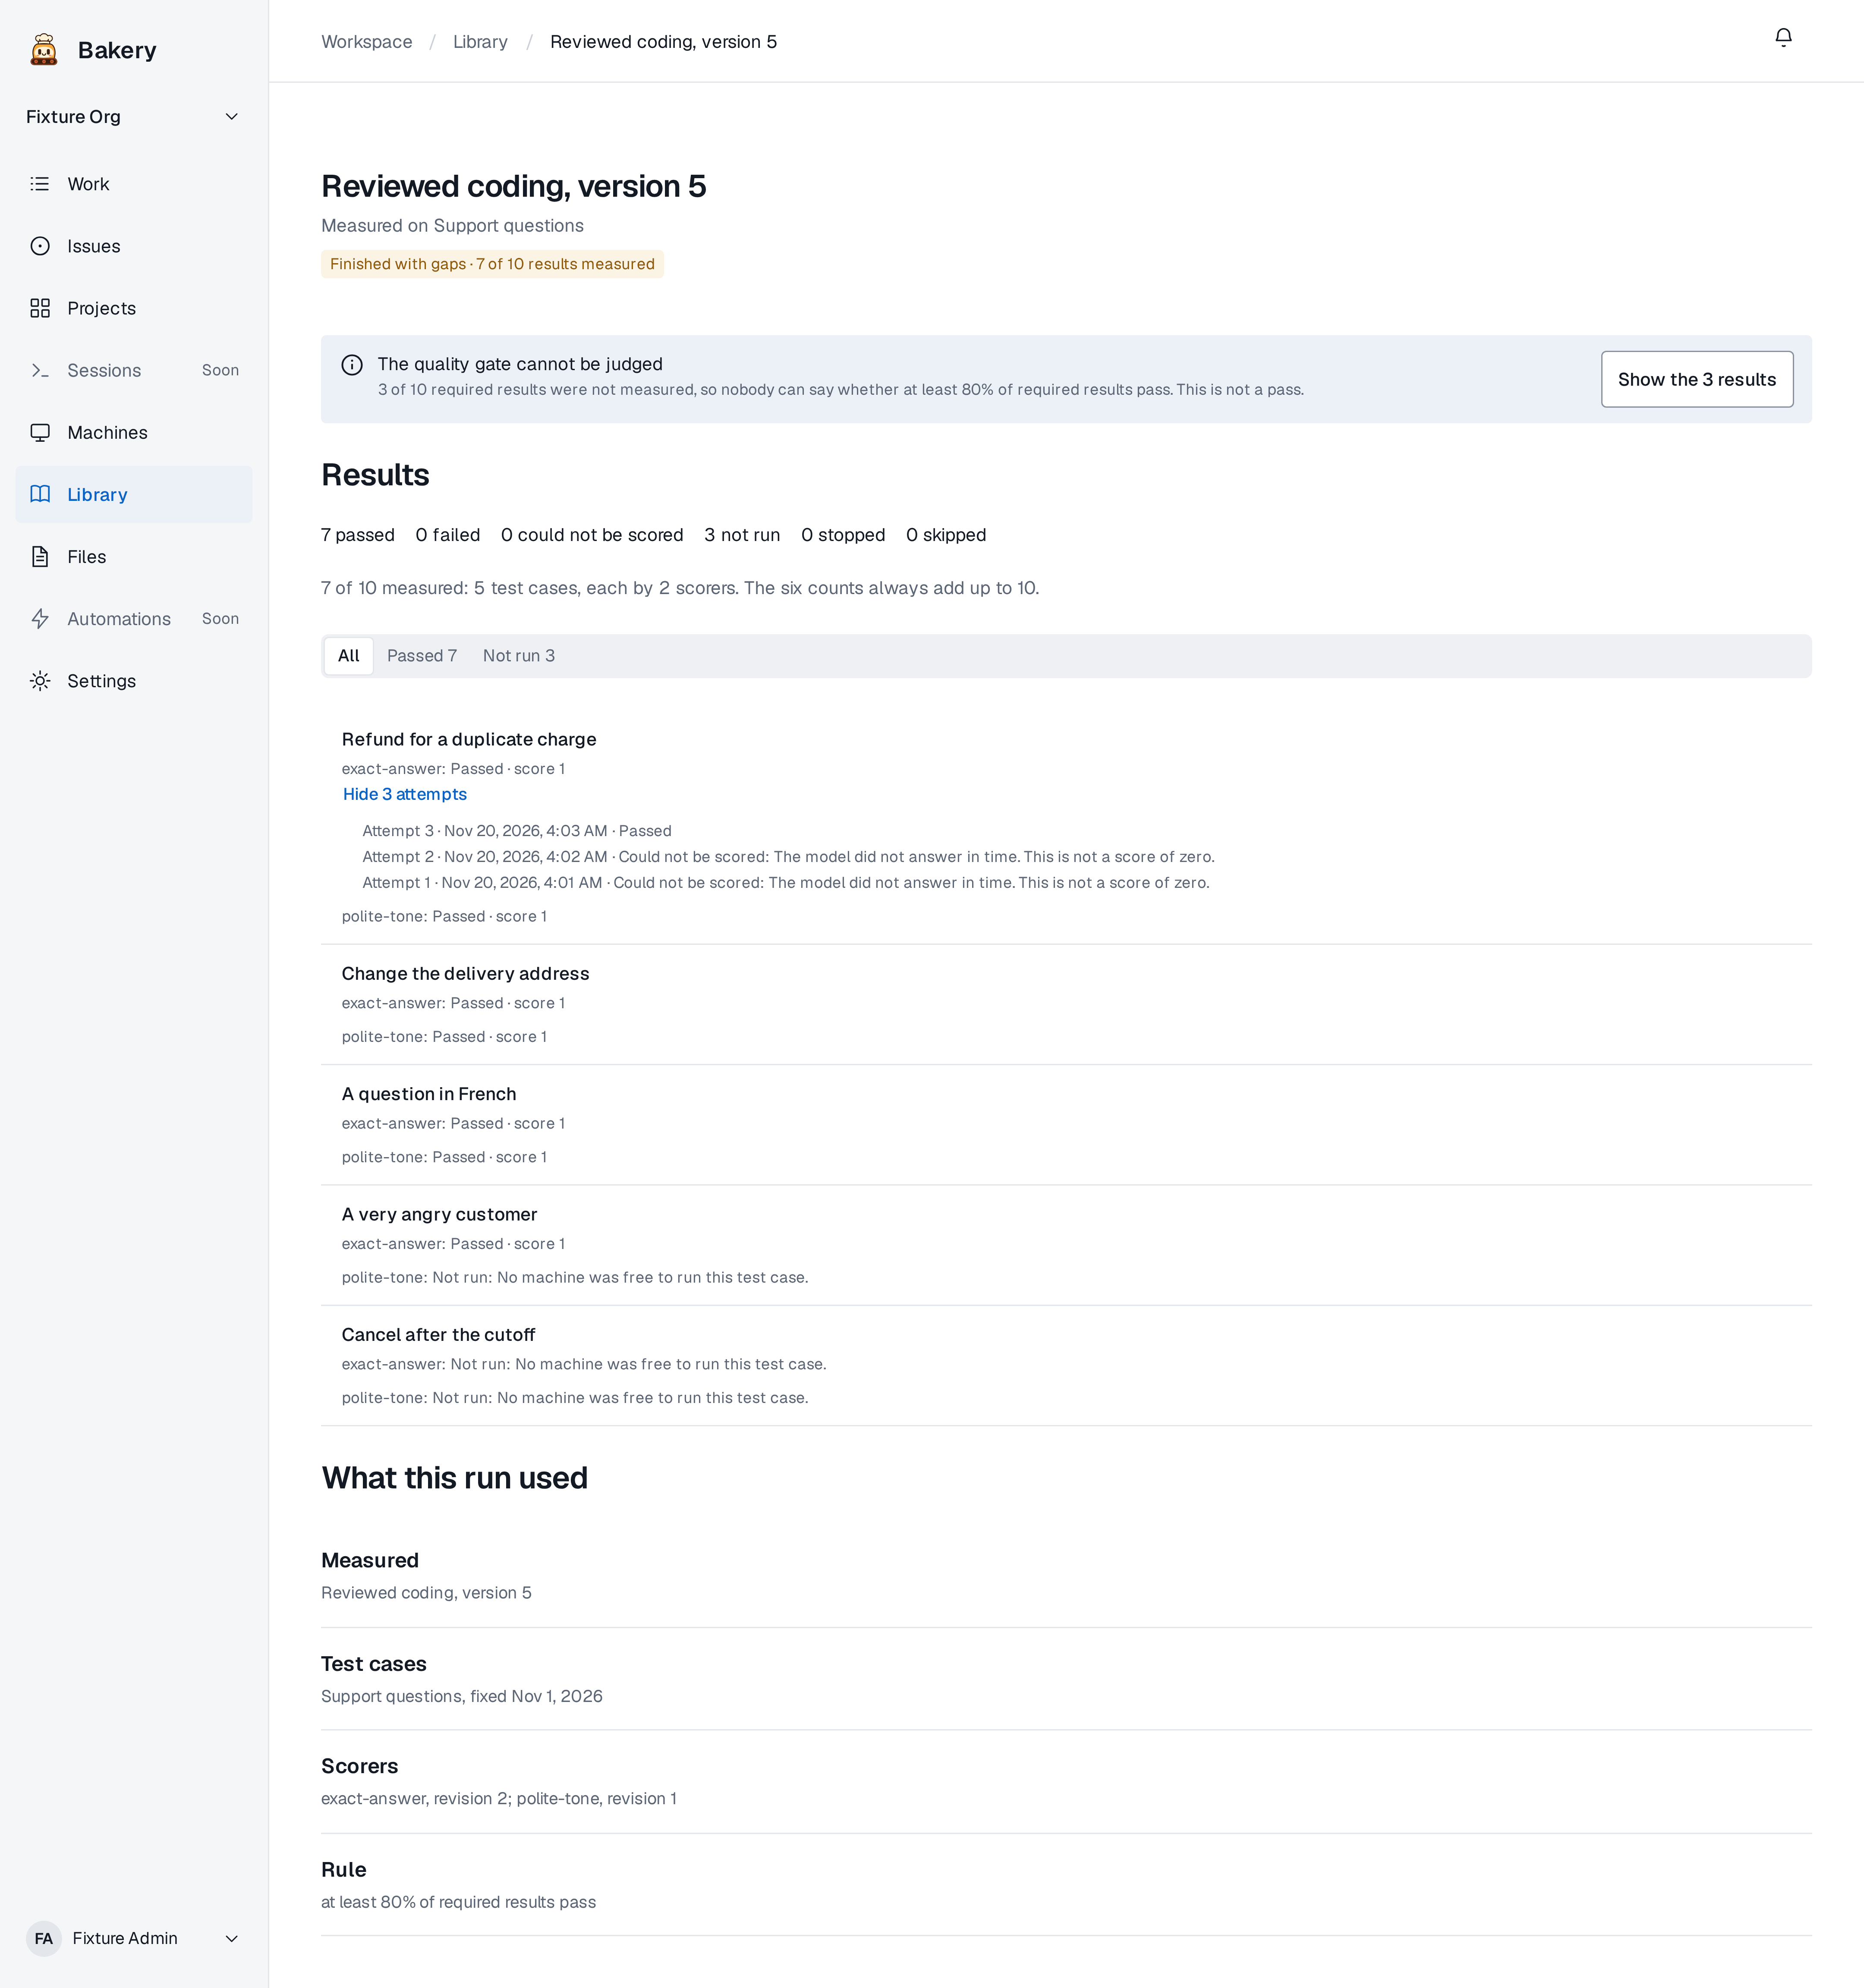 Bakery
Fixture Org
Work
Issues
Projects
Sessions Soon
Machines
Library
Files
Automations Soon
Settings
FA Fixture Admin
Workspace / Library / Reviewed coding, version 5
Reviewed coding, version 5
Measured on Support questions
Finished with gaps · 7 of 10 results measured
The quality gate cannot be judged
3 of 10 required results were not measured, so nobody can say whether at least 80% of required results pass. This is not a pass.
Show the 3 results
Results
7 passed 0 failed 0 could not be scored 3 not run 0 stopped 0 skipped
7 of 10 measured: 5 test cases, each by 2 scorers. The six counts always add up to 10.
All Passed 7 Not run 3
Refund for a duplicate charge
exact-answer: Passed · score 1
Hide 3 attempts
Attempt 3 · Nov 20, 2026, 4:03 AM · Passed
Attempt 2 · Nov 20, 2026, 4:02 AM · Could not be scored: The model did not answer in time. This is not a score of zero.
Attempt 1 · Nov 20, 2026, 4:01 AM · Could not be scored: The model did not answer in time. This is not a score of zero.
polite-tone: Passed · score 1
Change the delivery address
exact-answer: Passed · score 1
polite-tone: Passed · score 1
A question in French
exact-answer: Passed · score 1
polite-tone: Passed · score 1
A very angry customer
exact-answer: Passed · score 1
polite-tone: Not run: No machine was free to run this test case.
Cancel after the cutoff
exact-answer: Not run: No machine was free to run this test case.
polite-tone: Not run: No machine was free to run this test case.
What this run used
Measured
Reviewed coding, version 5
Test cases
Support questions, fixed Nov 1, 2026
Scorers
exact-answer, revision 2; polite-tone, revision 1
Rule
at least 80% of required results pass